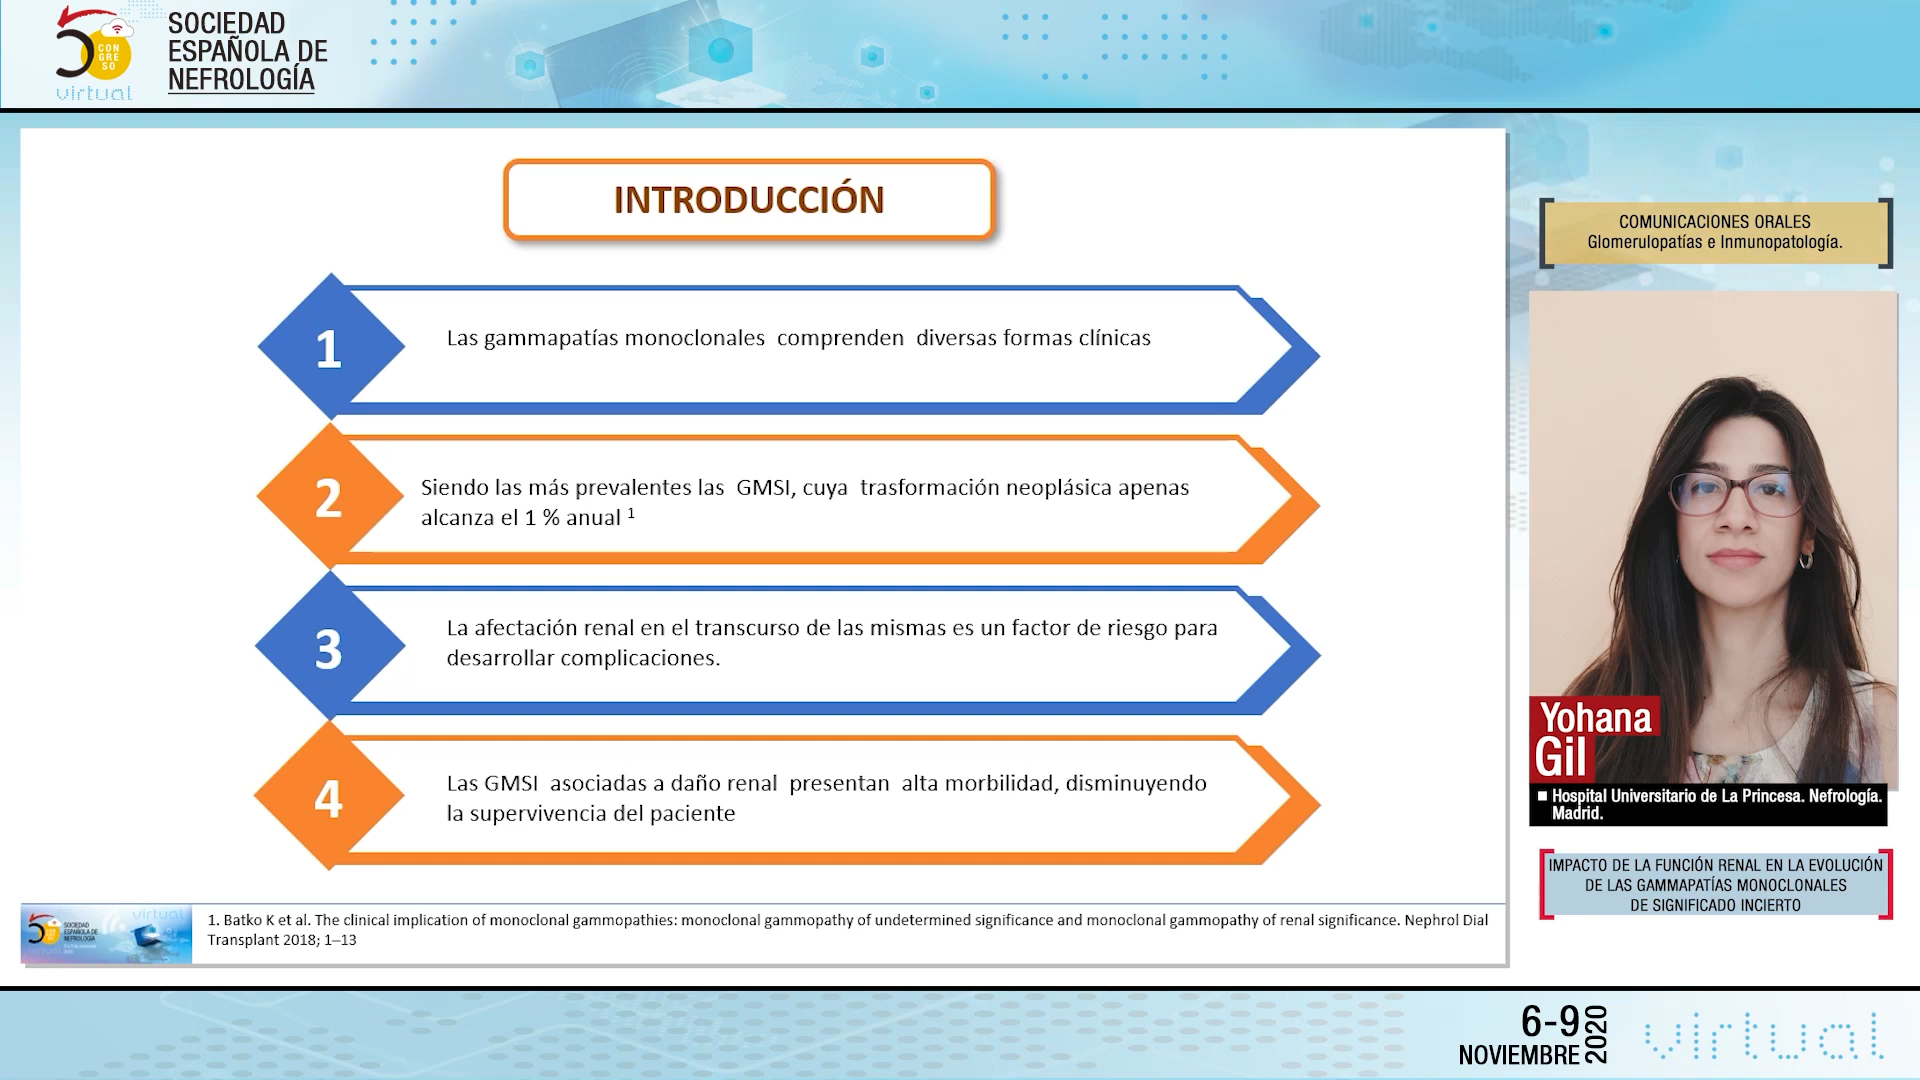 SOCIEDAD
ESPAÑOLA DE
NEFROLOGÍA
50
CON
GRE
SO
virtual
INTRODUCCIÓN
1
Las gammapatías monoclonales comprenden diversas formas clínicas
2
Siendo las más prevalentes las GMSI, cuya trasformación neoplásica apenas
alcanza el 1 % anual 1
3
La afectación renal en el transcurso de las mismas es un factor de riesgo para
desarrollar complicaciones.
4
Las GMSI asociadas a daño renal presentan alta morbilidad, disminuyendo
la supervivencia del paciente
SOCIEDAD
ESPAÑOLA DE
NEFROLOGÍA
virtual
1. Batko K et al. The clinical implication of monoclonal gammopathies: monoclonal gammopathy of undetermined significance and monoclonal gammopathy of renal significance. Nephrol Dial
Transplant 2018; 1–13
COMUNICACIONES ORALES
Glomerulopatías e Inmunopatología.
Yohana
Gil
Hospital Universitario de La Princesa. Nefrología.
Madrid.
IMPACTO DE LA FUNCIÓN RENAL EN LA EVOLUCIÓN
DE LAS GAMMAPATÍAS MONOCLONALES
DE SIGNIFICADO INCIERTO
6-9
NOVIEMBRE
2020
virtual